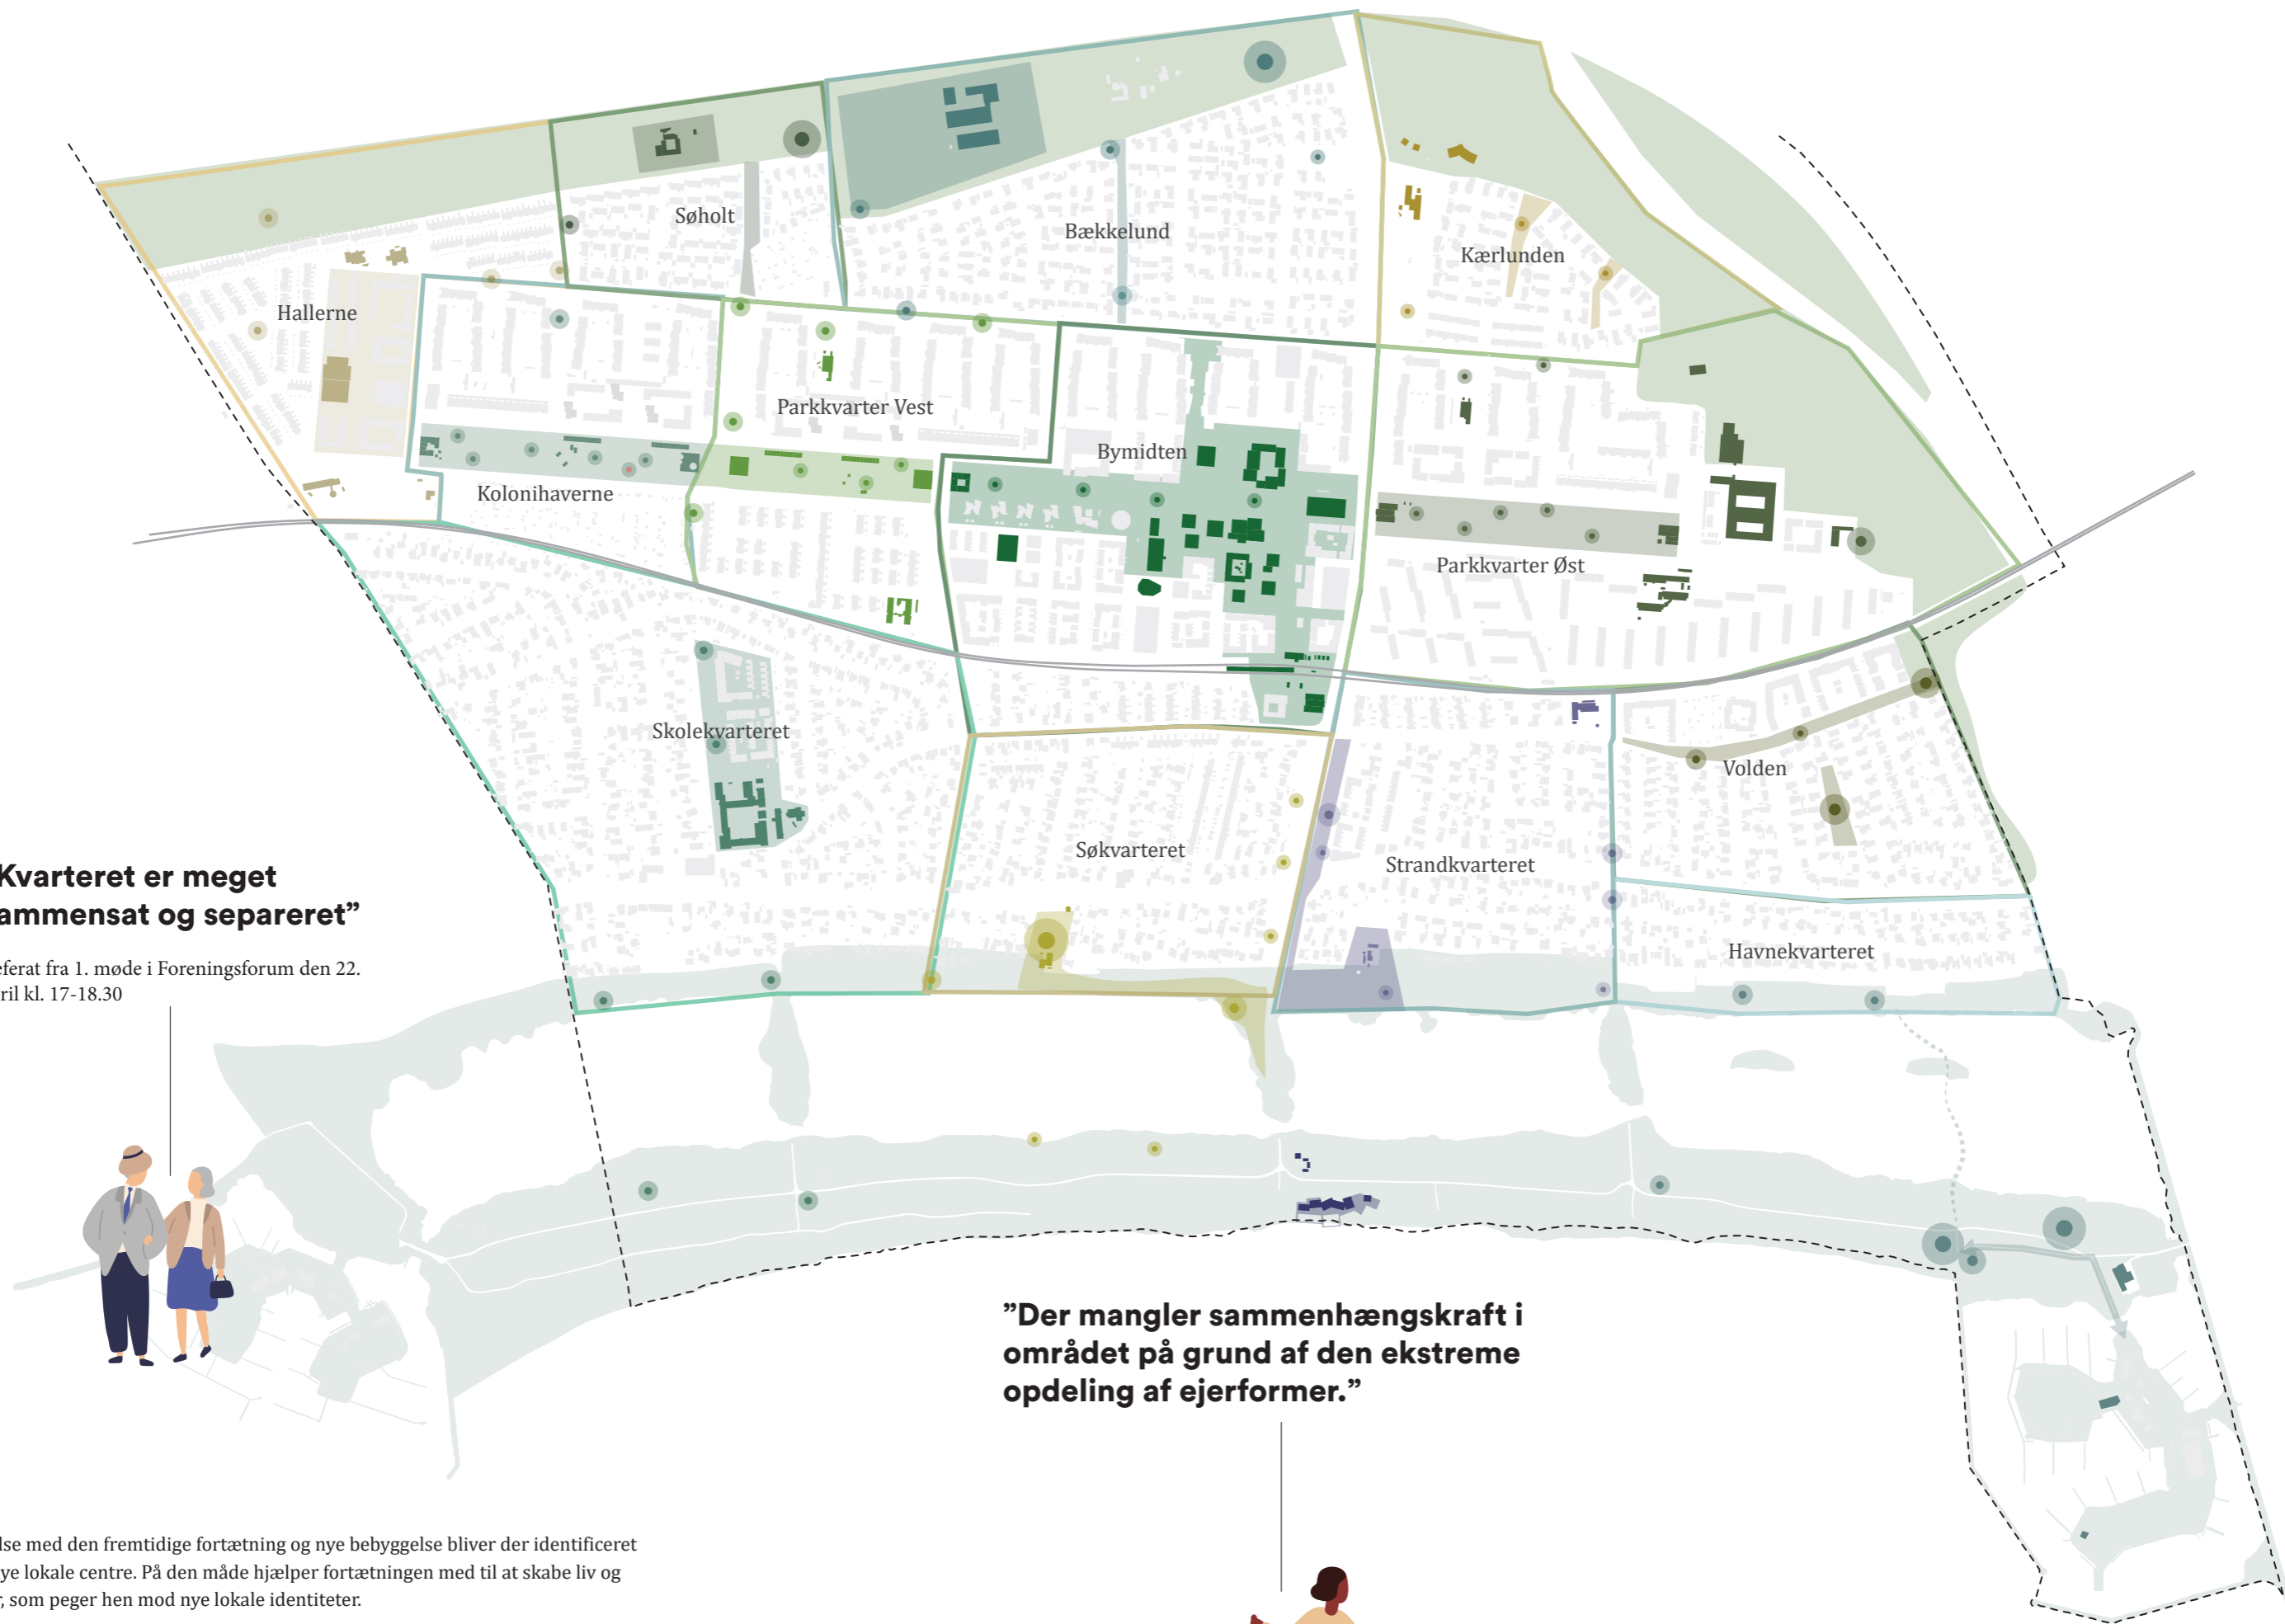 Søholt
Bækkelund
Kærlunden
Hallerne
Parkkvarter Vest
Bymidten
Kolonihaverne
Parkkvarter Øst
Skolekvarteret
Volden
Søkvarteret
Strandkvarteret
Havnekvarteret
Kvarteret er meget
ammensat og separeret”
eferat fra 1. møde i Foreningsforum den 22.
ril kl. 17-18.30
”Der mangler sammenhængskraft i
området på grund af den ekstreme
opdeling af ejerformer.”
lse med den fremtidige fortætning og nye bebyggelse bliver der identificeret
ye lokale centre. På den måde hjælper fortætningen med til at skabe liv og
r, som peger hen mod nye lokale identiteter.